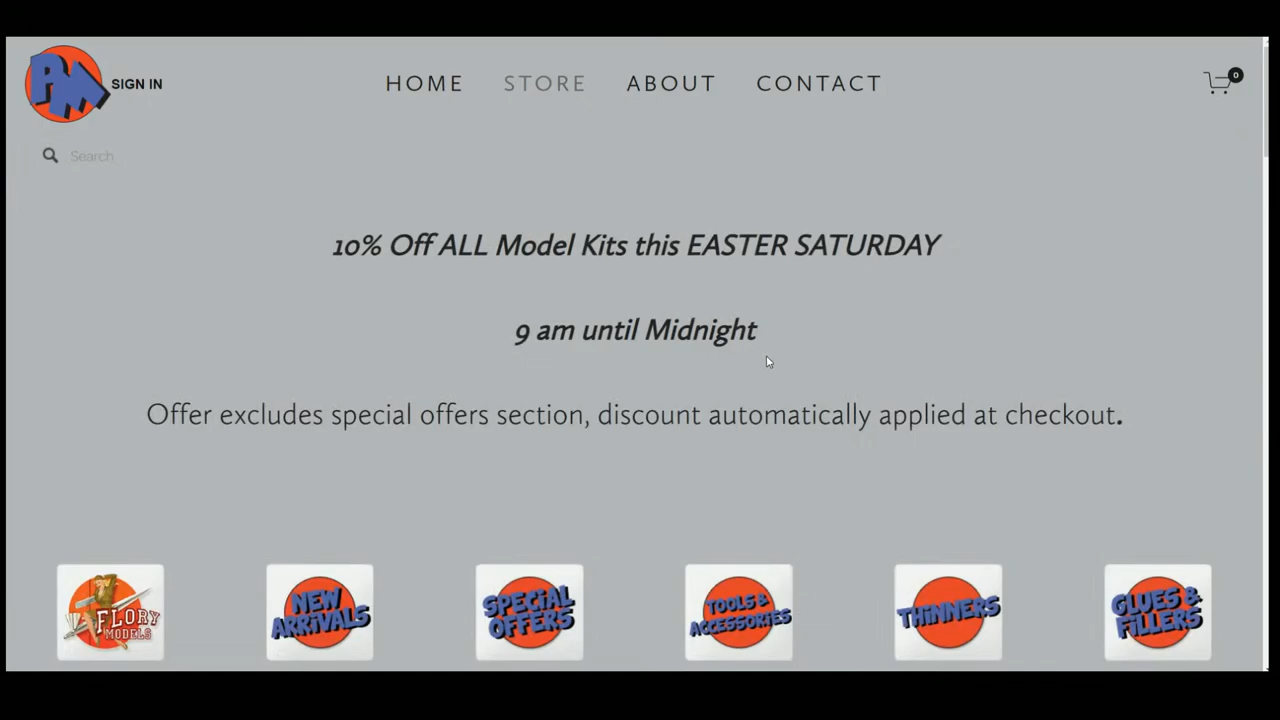 PM
SIGN IN
HOME
STORE
ABOUT
CONTACT
0
Search
10% Off ALL Model Kits this EASTER SATURDAY
9 am until Midnight
Offer excludes special offers section, discount automatically applied at checkout.
FLORY
MODELS
NEW
ARRIVALS
SPECIAL
OFFERS
TOOLS &
ACCESSORIES
THINNERS
GLUES &
FILLERS